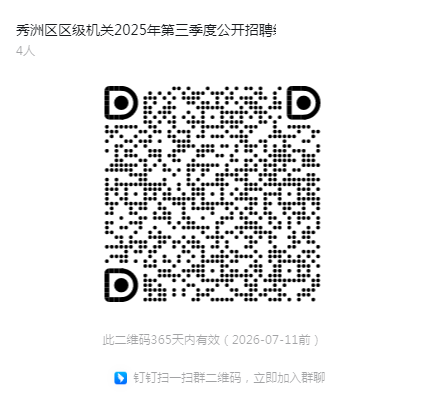 秀洲区区级机关2025年第三季度公开招聘
4人
此二维码365天内有效（2026-07-11前）
钉钉扫一扫群二维码，立即加入群聊